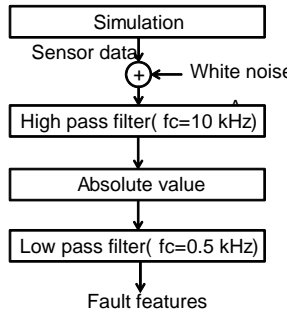 Simulation
Sensor data
+
White noise
High pass filter( fc=10 kHz)
Absolute value
Low pass filter( fc=0.5 kHz)
Fault features